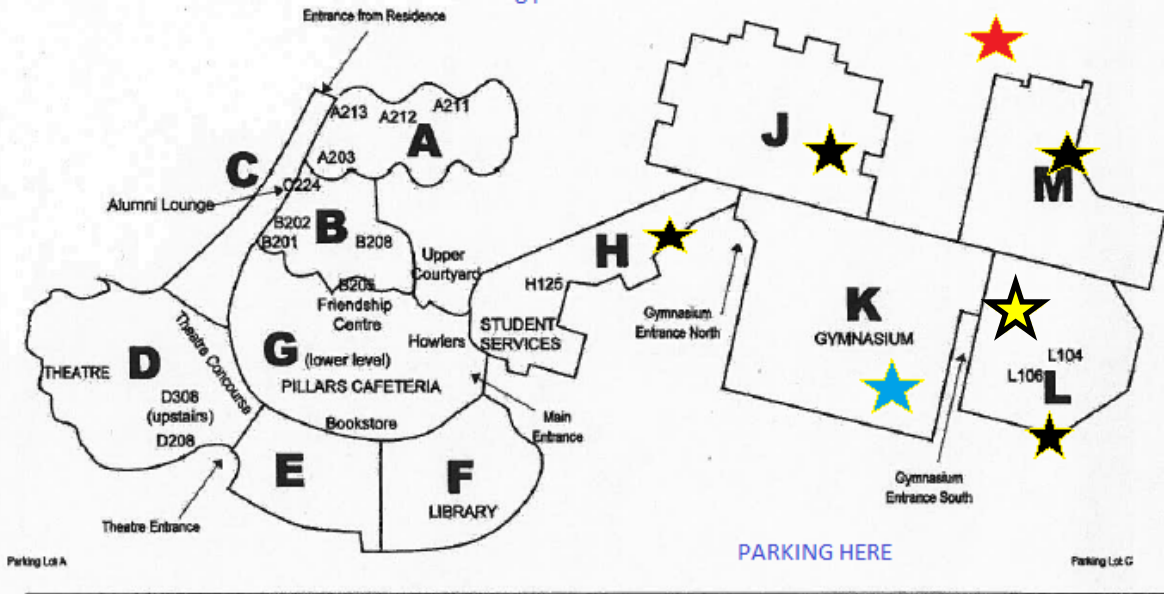 Entrance from Residence
A213
A212
A211
A
A203
C
C224
Alumni Lounge
B202
B
B201
B208
Upper
Courtyard
B205
Friendship
Centre
Howlers
G (lower level)
PILLARS CAFETERIA
Bookstore
Theatre Concourse
D
THEATRE
D308
(upstairs)
D208
Theatre Entrance
E
F
LIBRARY
Main
Entrance
H
H125
STUDENT
SERVICES
J
Gymnasium
Entrance North
K
GYMNASIUM
M
L104
L106
L
Gymnasium
Entrance South
PARKING HERE
Parking Lot A
Parking Lot G